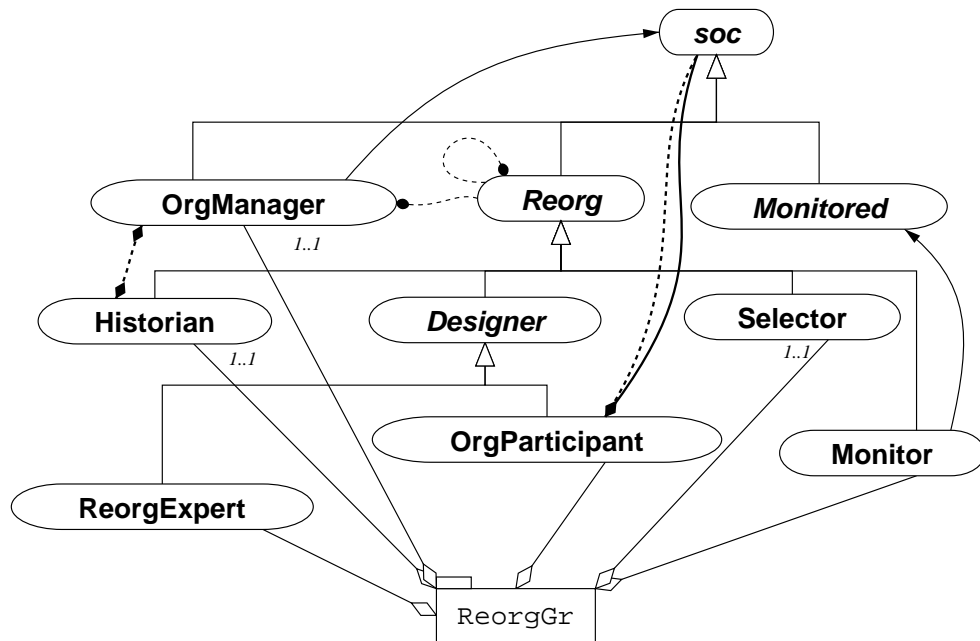 soc
OrgManager
Reorg
Monitored
1..1
Historian
Designer
Selector
1..1
1..1
OrgParticipant
Monitor
ReorgExpert
ReorgGr